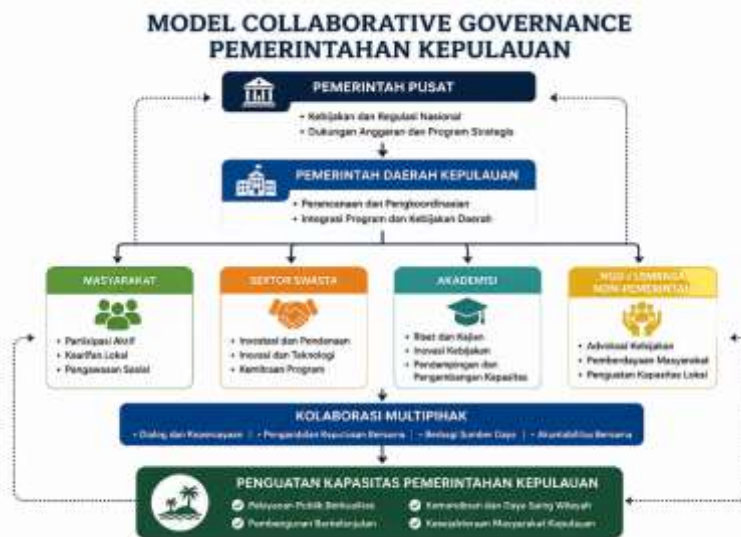 MODEL COLLABORATIVE GOVERNANCE
PEMERINTAHAN KEPULAUAN
PEMERINTAH PUSAT
• Kebijakan dan Regulasi Nasional
• Dukungan Anggaran dan Program Strategis
PEMERINTAH DAERAH KEPULAUAN
• Perencanaan dan Pengkoordinasian
• Integrasi Program dan Kebijakan Daerah
MASYARAKAT
• Partisipasi Aktif
• Kearifan Lokal
• Pengawasan Sosial
SEKTOR SWASTA
• Investasi dan Pendanaan
• Inovasi dan Teknologi
• Kemitraan Program
AKADEMISI
• Riset dan Kajian
• Inovasi Kebijakan
• Pendampingan dan
Pengembangan Kapasitas
NGO / LEMBAGA
NON-PEMERINTAH
• Advokasi Kebijakan
• Pemberdayaan Masyarakat
• Penguatan Kapasitas Lokal
KOLABORASI MULTIPIHAK
• Dialog dan Kepercayaan | • Pengambilan Keputusan Bersama | • Berbagi Sumber Daya | • Akuntabilitas Bersama
PENGUATAN KAPASITAS PEMERINTAHAN KEPULAUAN
Pelayanan Publik Berkualitas
Kemandirian dan Daya Saing Wilayah
Pembangunan Berkelanjutan
Kesejahteraan Masyarakat Kepulauan